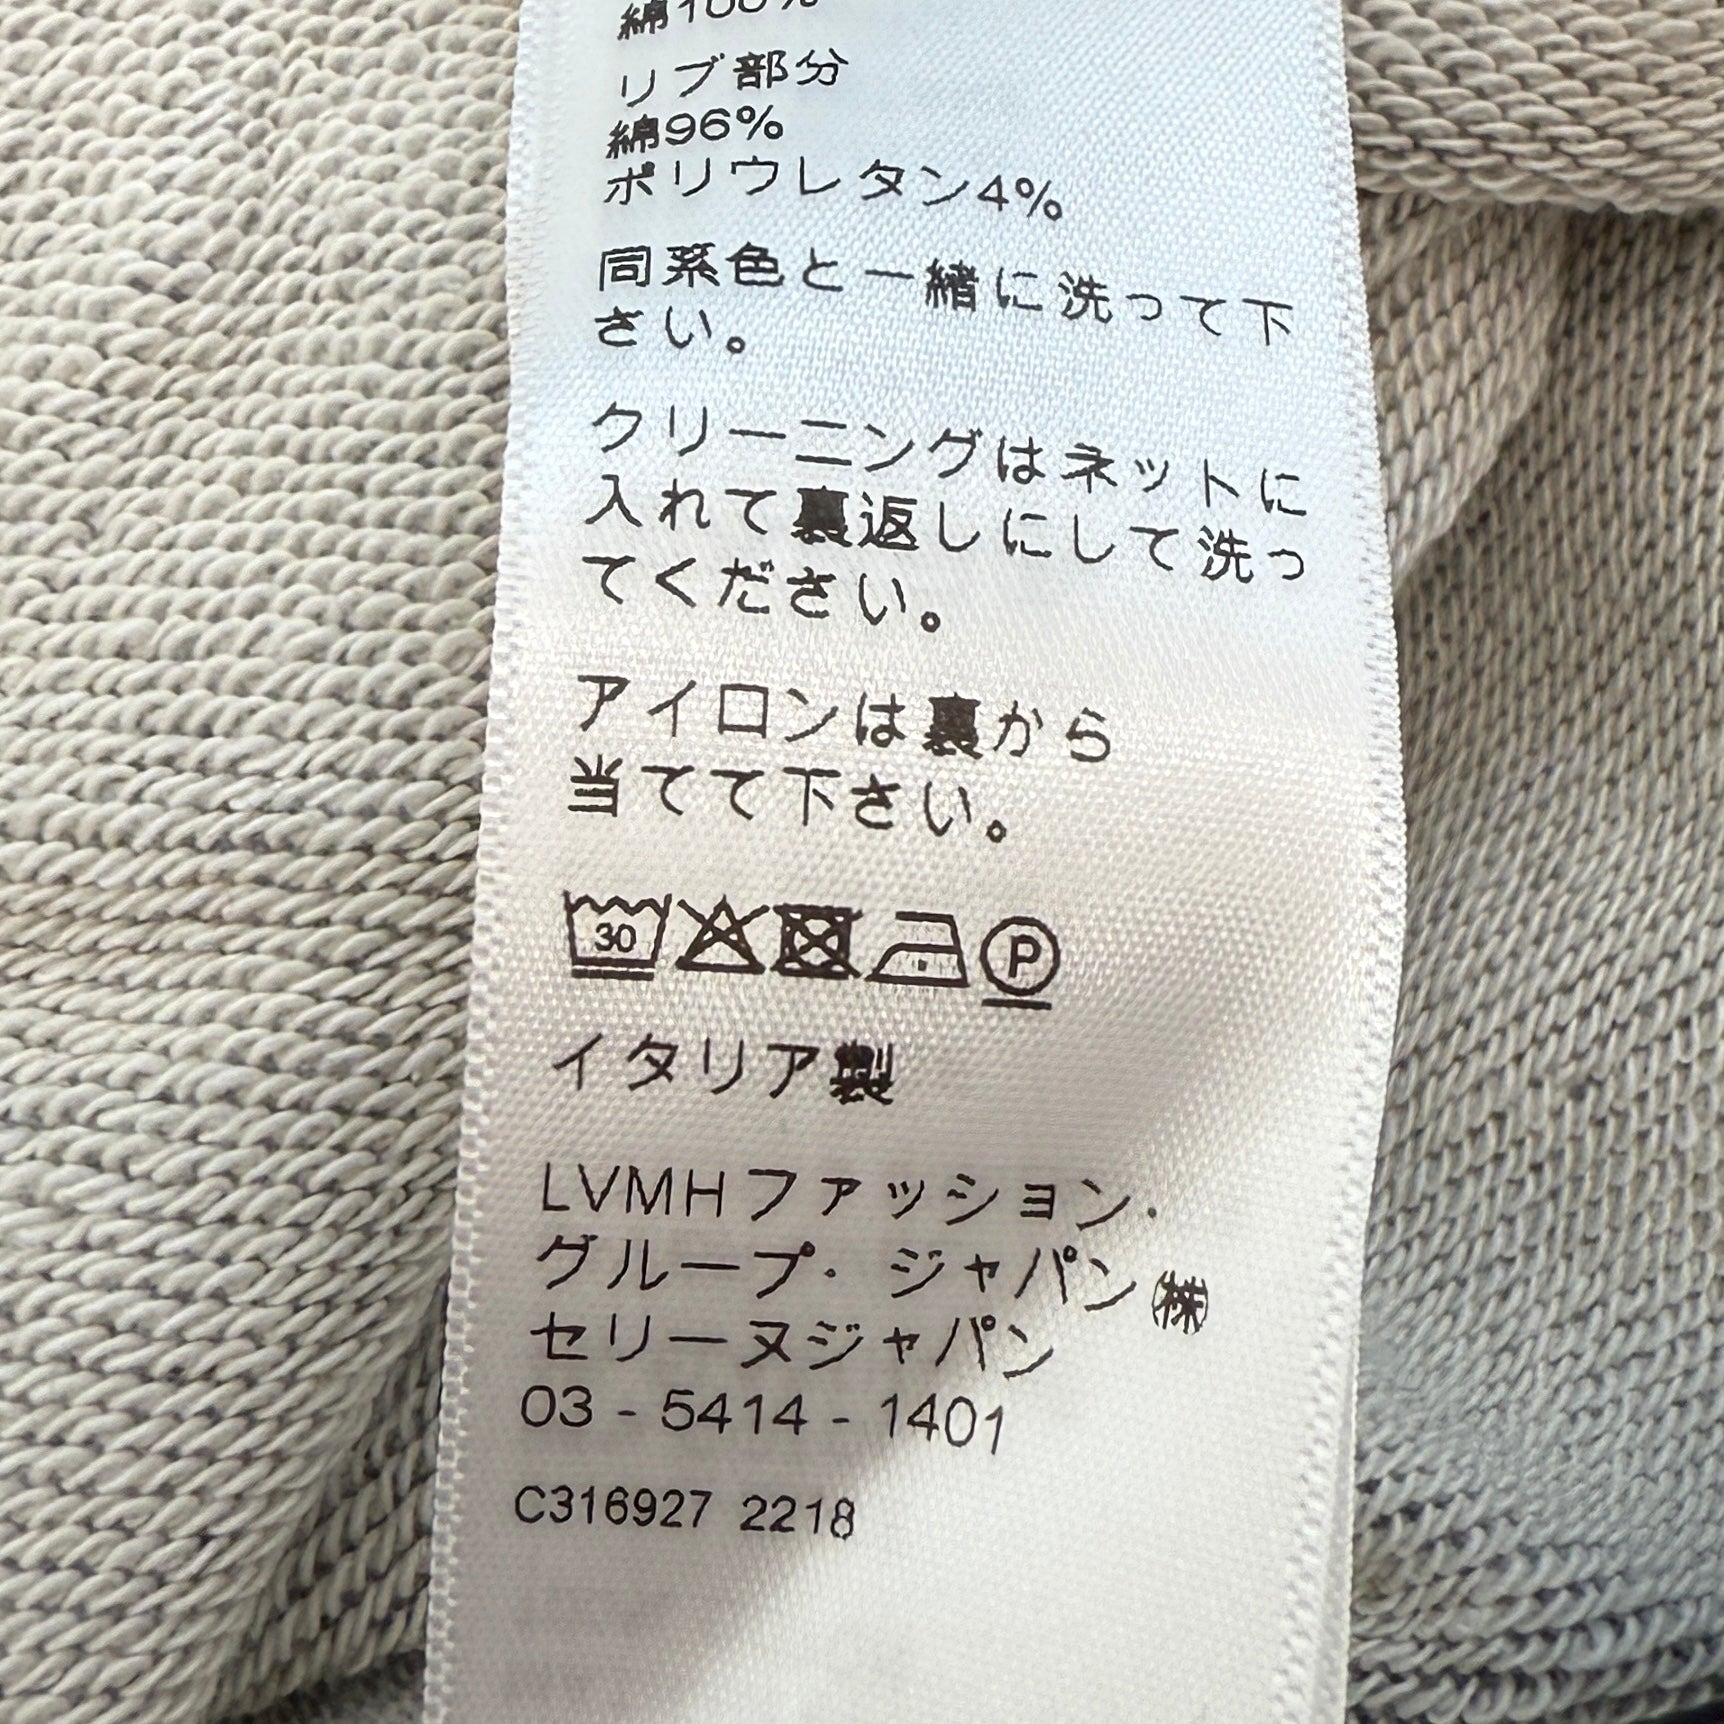 綿100%
リブ部分
綿96%
ポリウレタン4%
同系色と一緒に洗って下
さい。
クリーニングはネットに
入れて裏返しにして洗っ
てください。
アイロンは裏から
当てて下さい。
30 P
イタリア製
LVMHファッション・
グループ・ジャパン㈱
セリーヌジャパン
03-5414-1401
C316927 2218